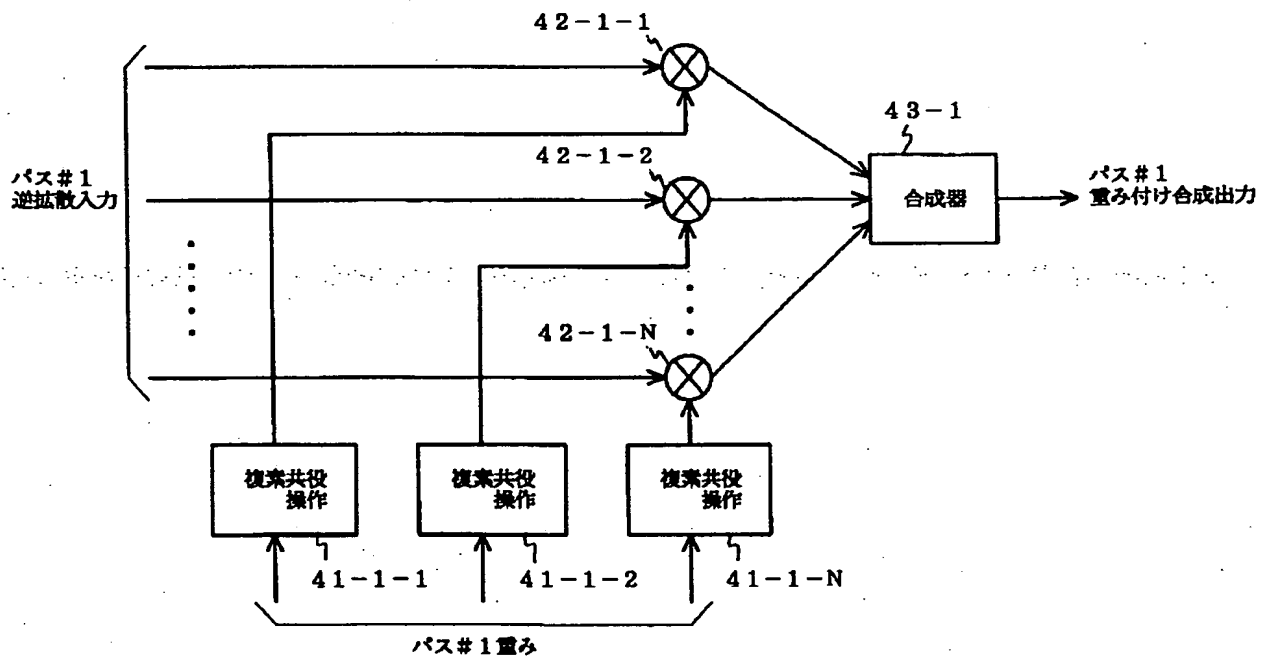 42-1-1
43-1
42-1-2
パス#1
逆拡散入力
合成器
パス#1
重み付け合成出力
42-1-N
複素共役
操作
複素共役
操作
複素共役
操作
41-1-1
41-1-2
41-1-N
パス#1重み